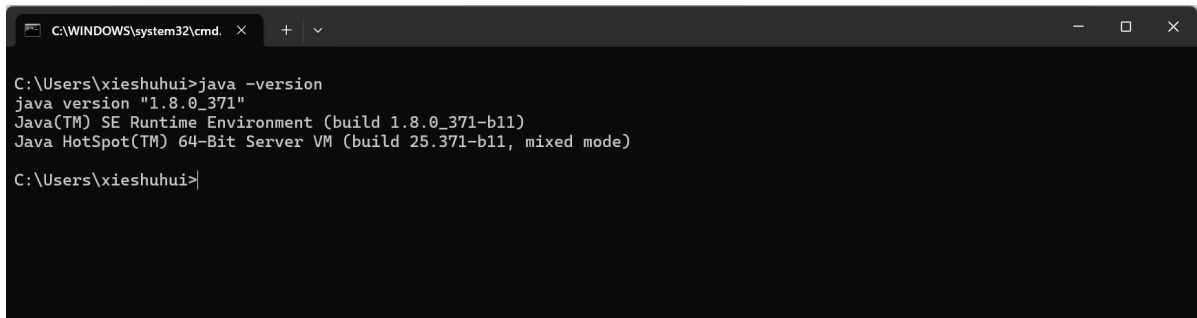 C:\WINDOWS\system32\cmd.
C:\Users\xieshuhui>java -version
java version "1.8.0_371"
Java(TM) SE Runtime Environment (build 1.8.0_371-b11)
Java HotSpot(TM) 64-Bit Server VM (build 25.371-b11, mixed mode)
C:\Users\xieshuhui>